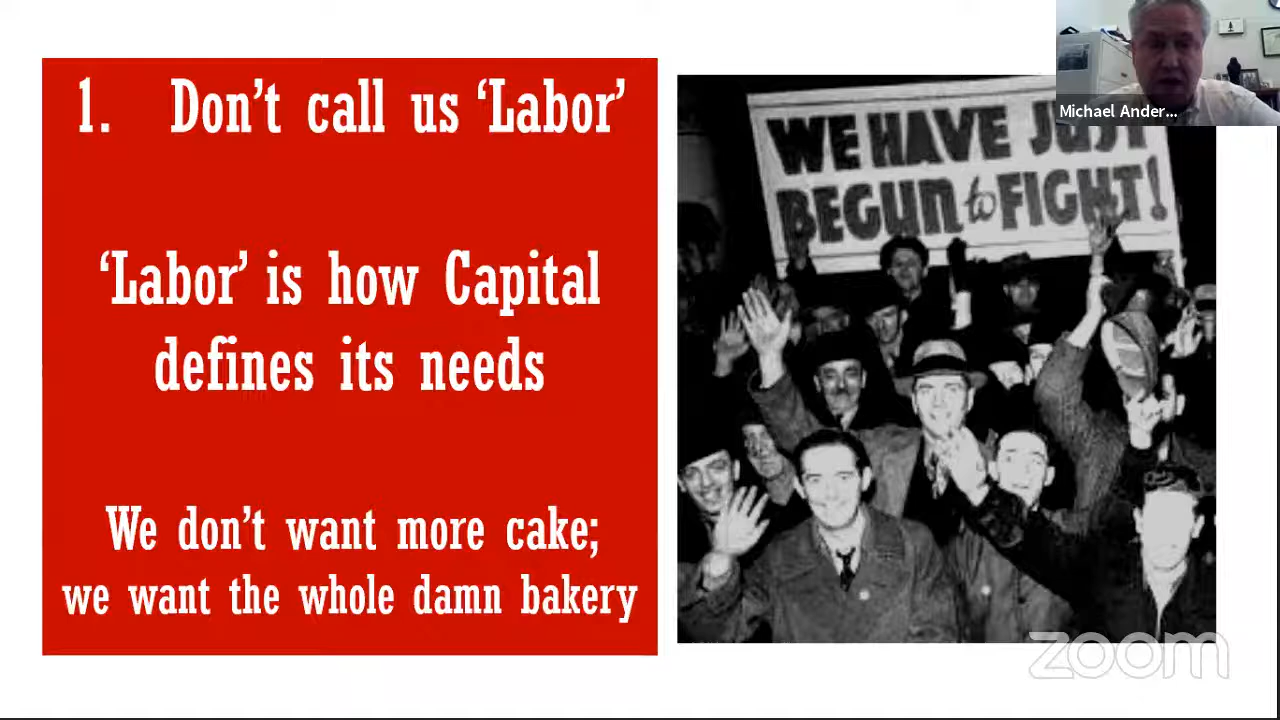 1. Don’t call us ‘Labor’
‘Labor’ is how Capital
defines its needs
We don’t want more cake;
we want the whole damn bakery
WE HAVE JUST
BEGUN to FIGHT!
Michael Ander...
zoom